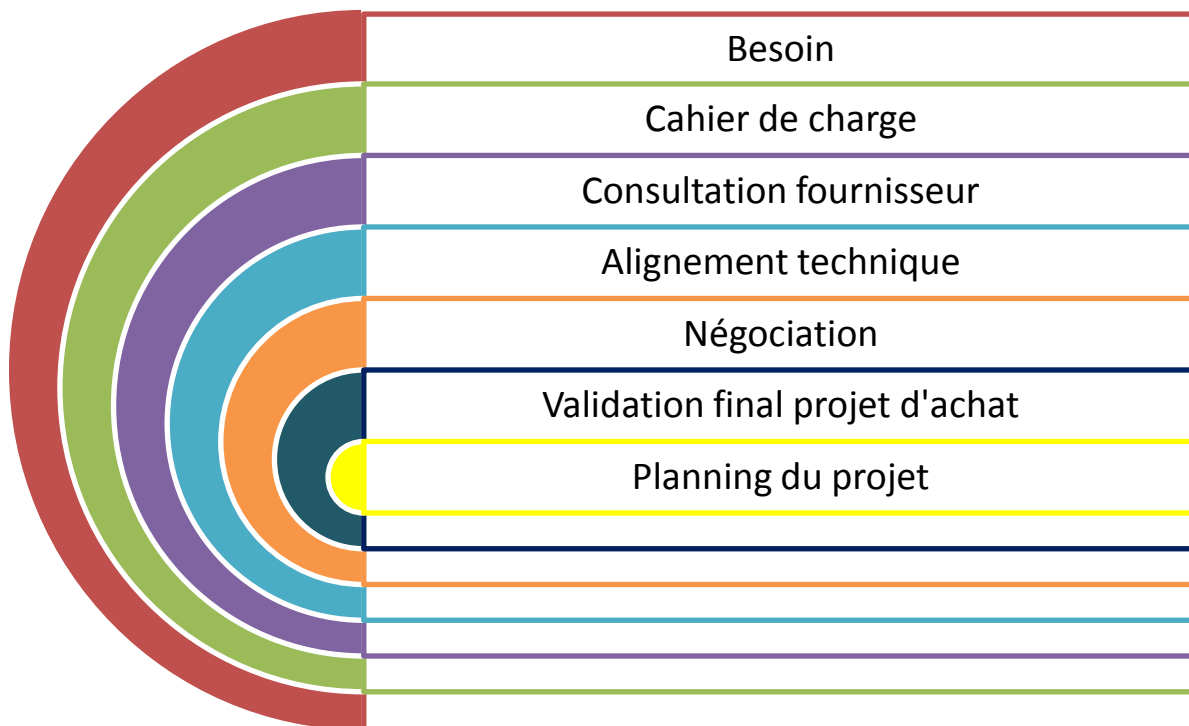 Besoin
Cahier de charge
Consultation fournisseur
Alignement technique
Négociation
Validation final projet d'achat
Planning du projet